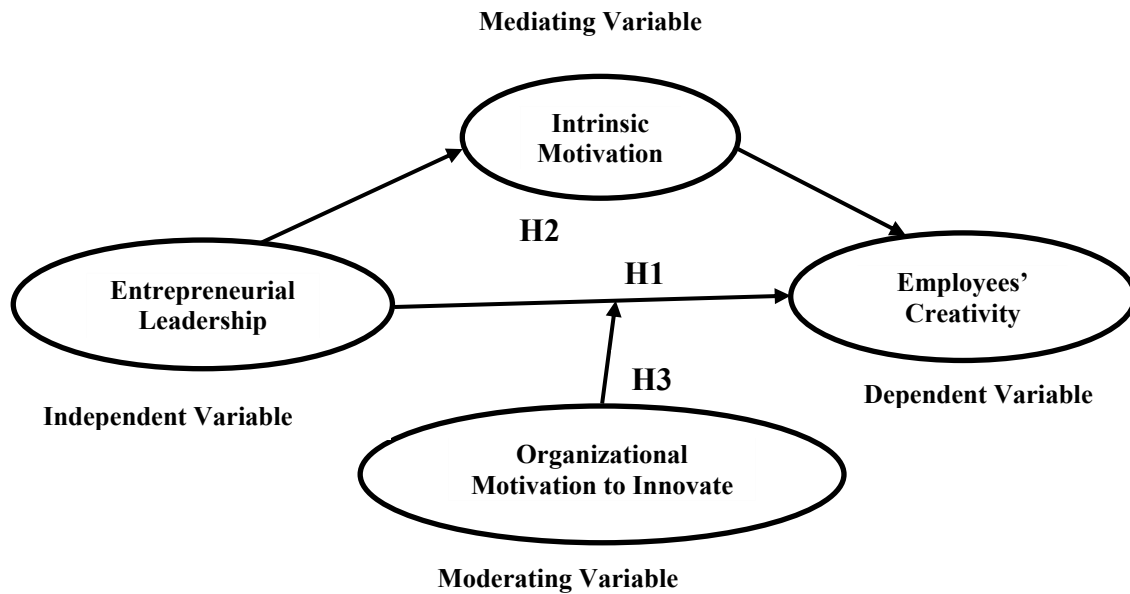 Mediating Variable
Intrinsic
Motivation
H2
H1
Entrepreneurial
Leadership
Employees’
Creativity
H3
Independent Variable
Dependent Variable
Organizational
Motivation to Innovate
Moderating Variable